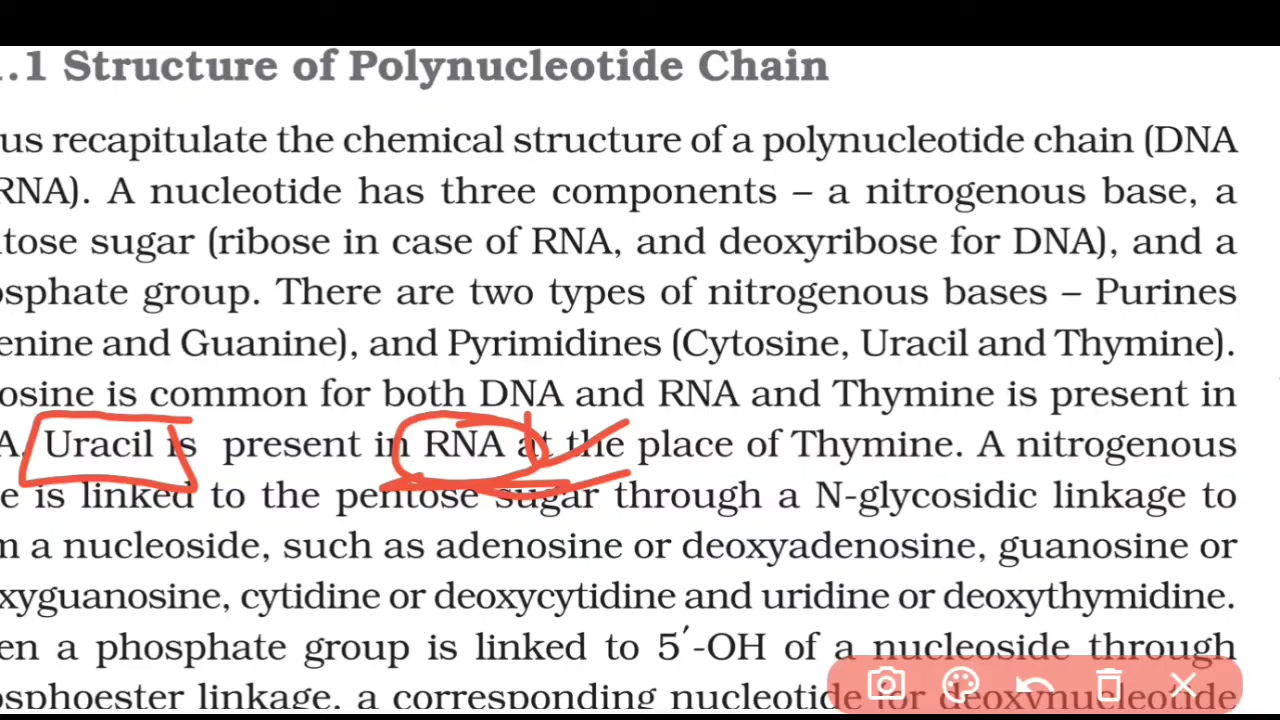 .1 Structure of Polynucleotide Chain
us recapitulate the chemical structure of a polynucleotide chain (DNA
RNA). A nucleotide has three components – a nitrogenous base, a
tose sugar (ribose in case of RNA, and deoxyribose for DNA), and a
osphate group. There are two types of nitrogenous bases – Purines
enine and Guanine), and Pyrimidines (Cytosine, Uracil and Thymine).
osine is common for both DNA and RNA and Thymine is present in
A. Uracil is present in RNA at the place of Thymine. A nitrogenous
e is linked to the pentose sugar through a N-glycosidic linkage to
m a nucleoside, such as adenosine or deoxyadenosine, guanosine or
xyguanosine, cytidine or deoxycytidine and uridine or deoxythymidine.
en a phosphate group is linked to 5′-OH of a nucleoside through
osphoester linkage, a corresponding nucleotide or deoxynucleotide